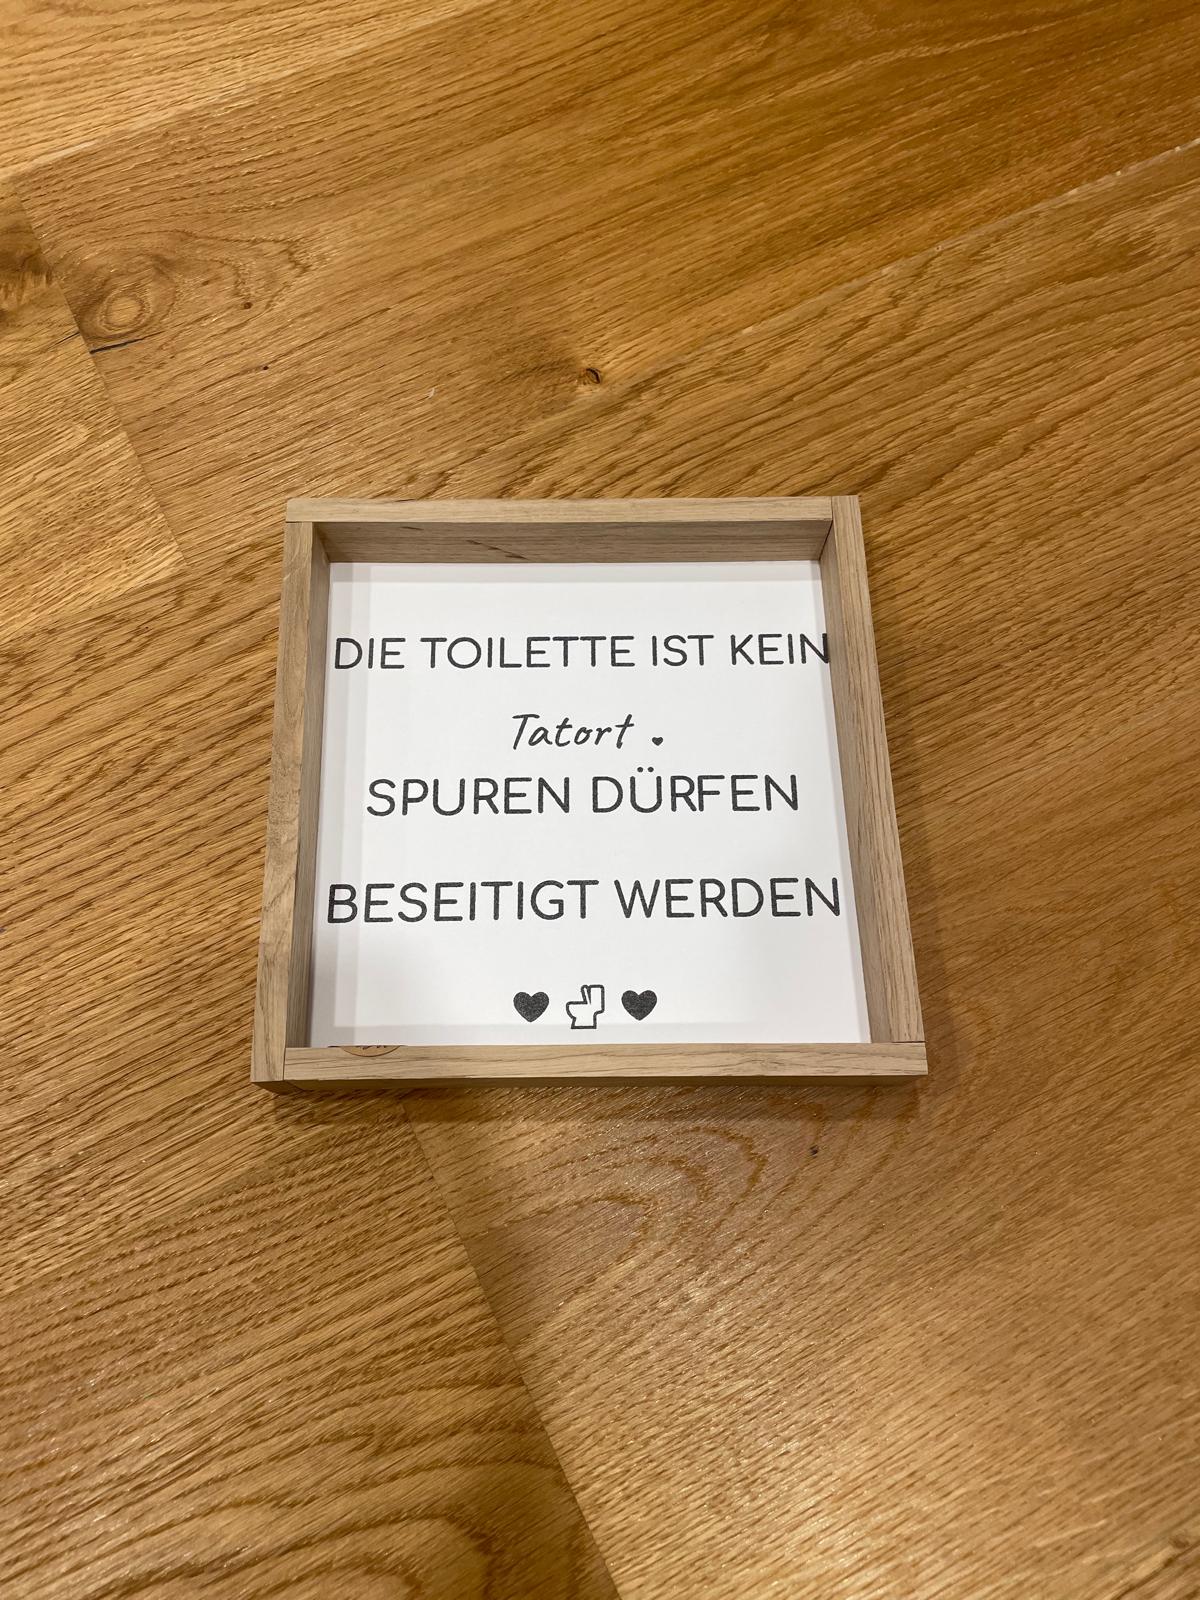 DIE TOILETTE IST KEIN
Tatort
SPUREN DÜRFEN
BESEITIGT WERDEN